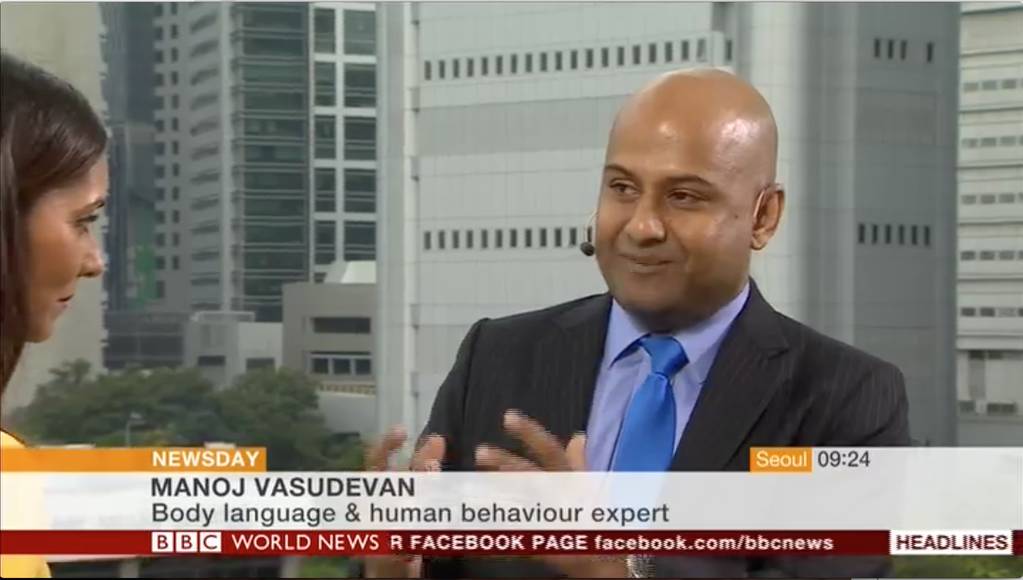 NEWSDAY
Seoul 09:24
MANOJ VASUDEVAN
Body language & human behaviour expert
BBC WORLD NEWS R FACEBOOK PAGE facebook.com/bbcnews HEADLINES